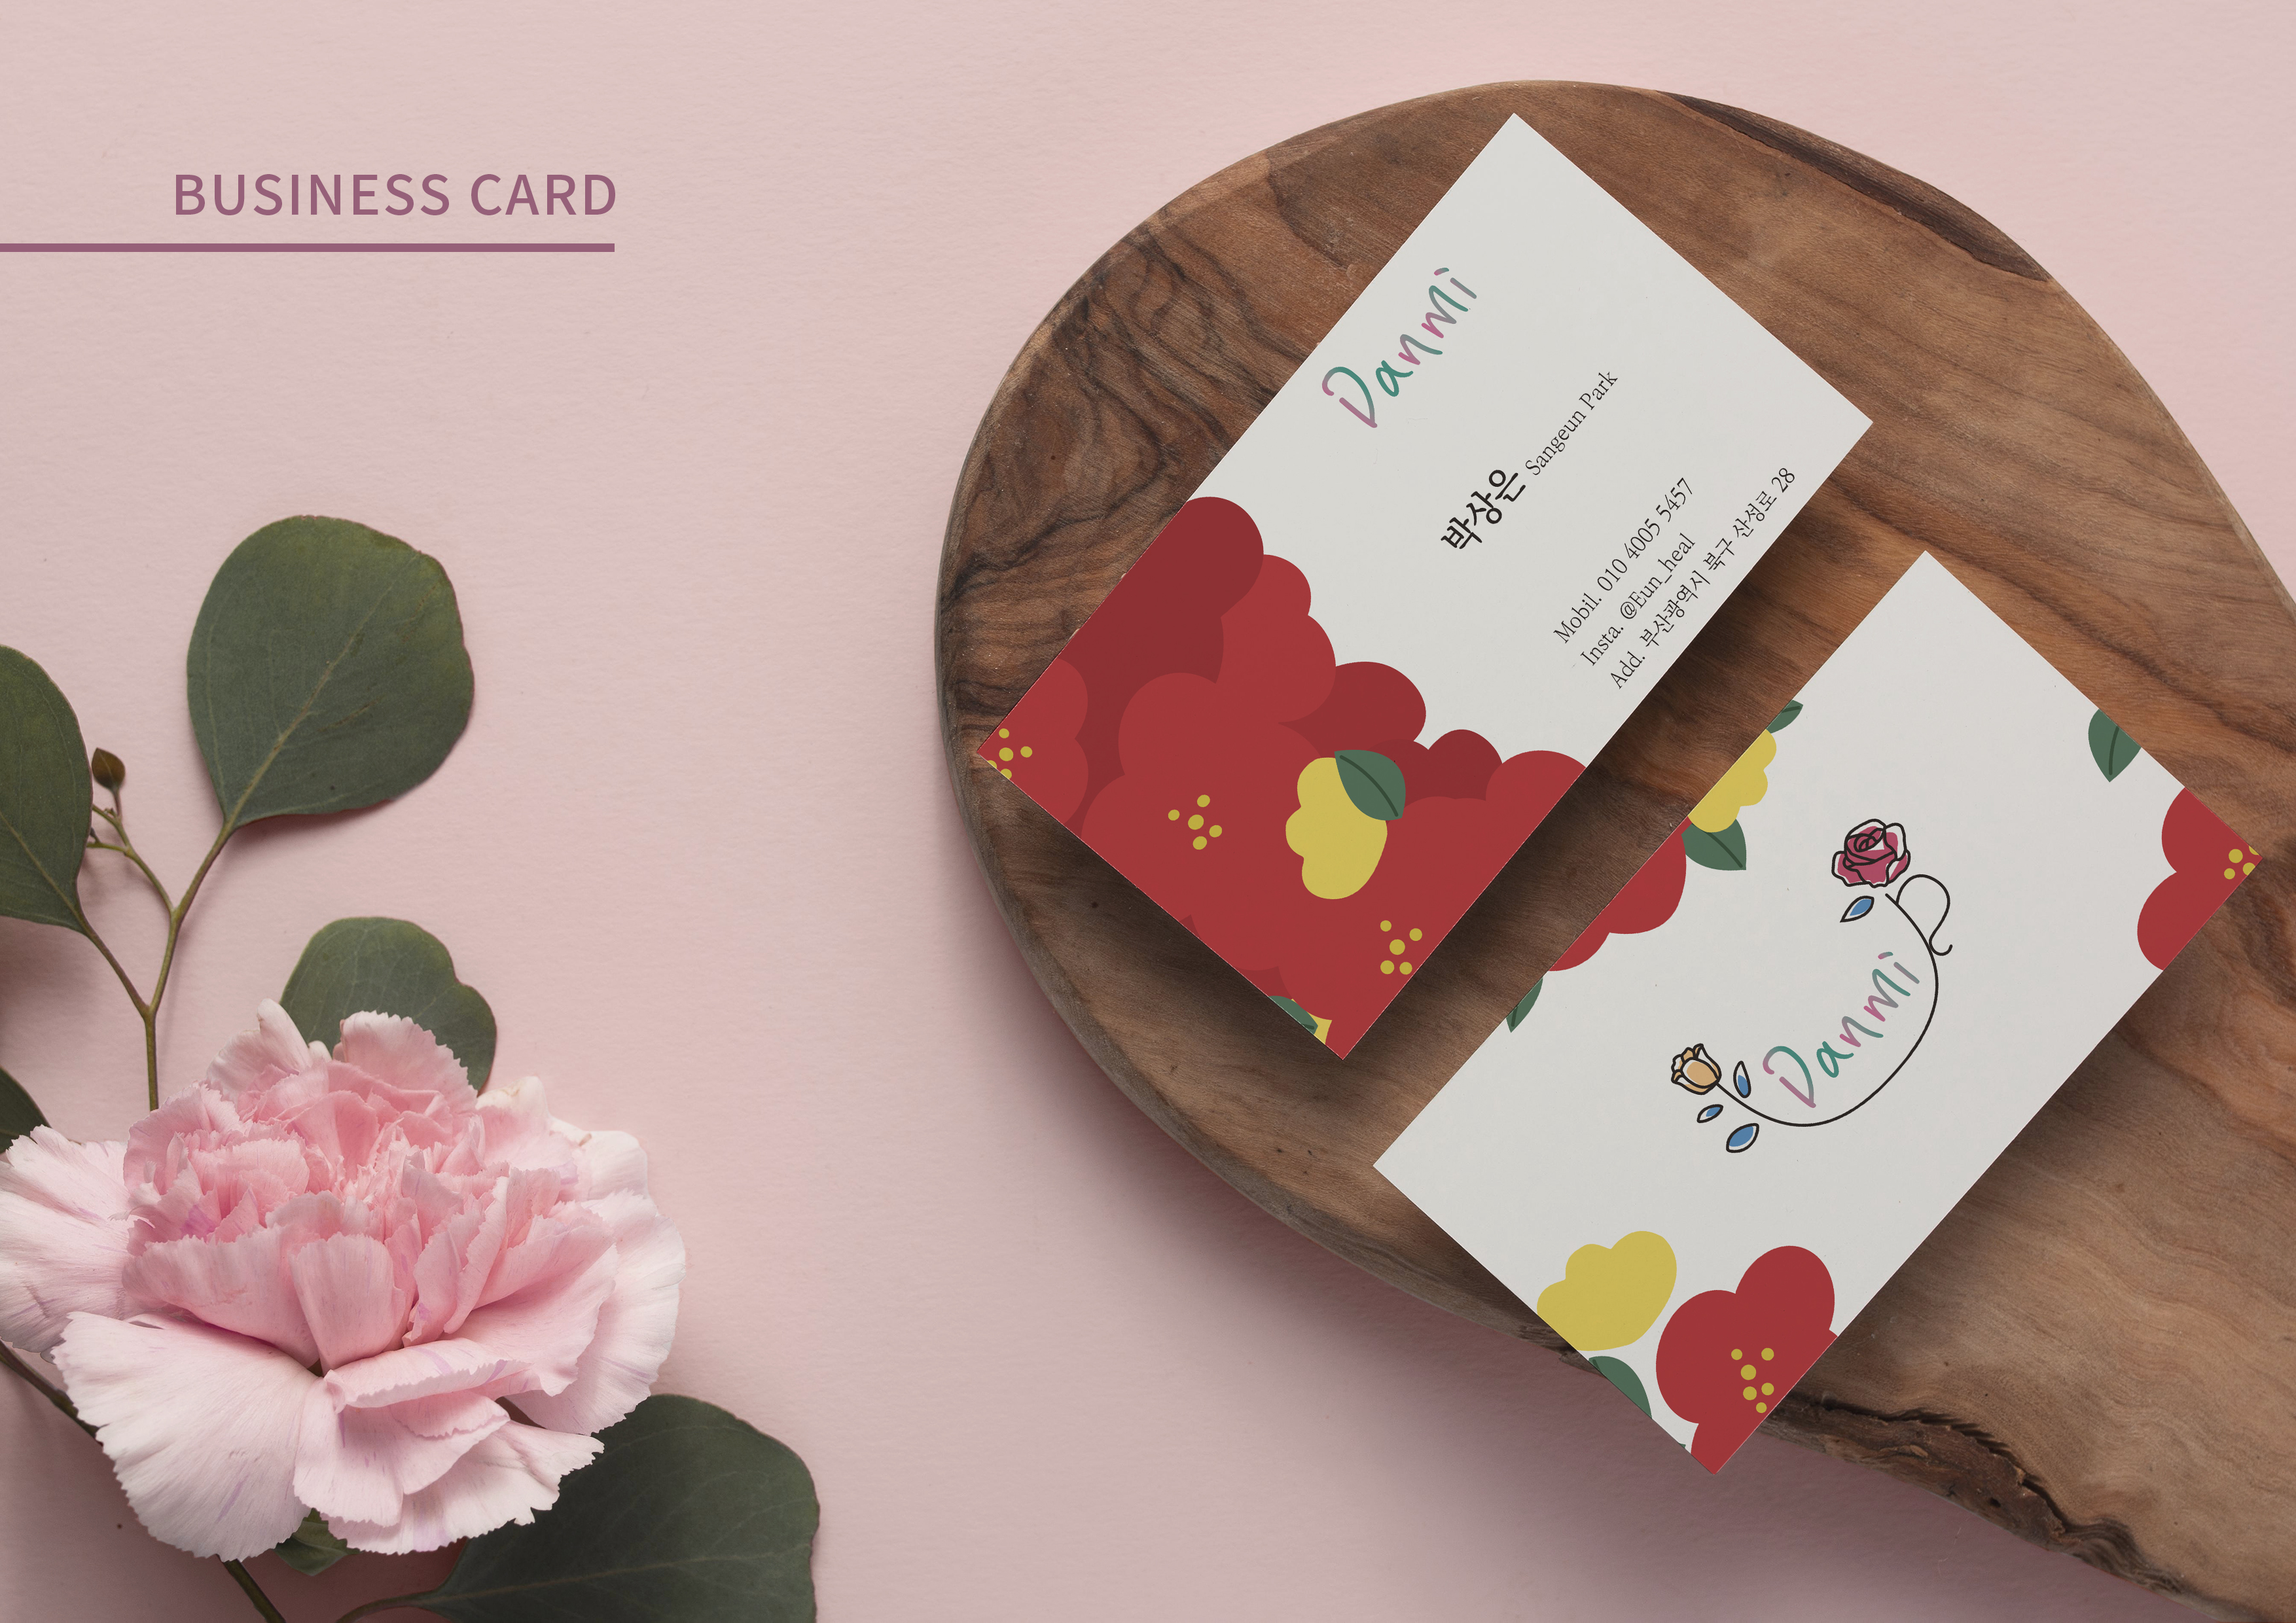 BUSINESS CARD
Danmi
박상은 Sangeun Park
Mobil. 010 4005 5457
Insta. @Eun_heal
Add. 부산광역시 북구 산성로 28
Danmi